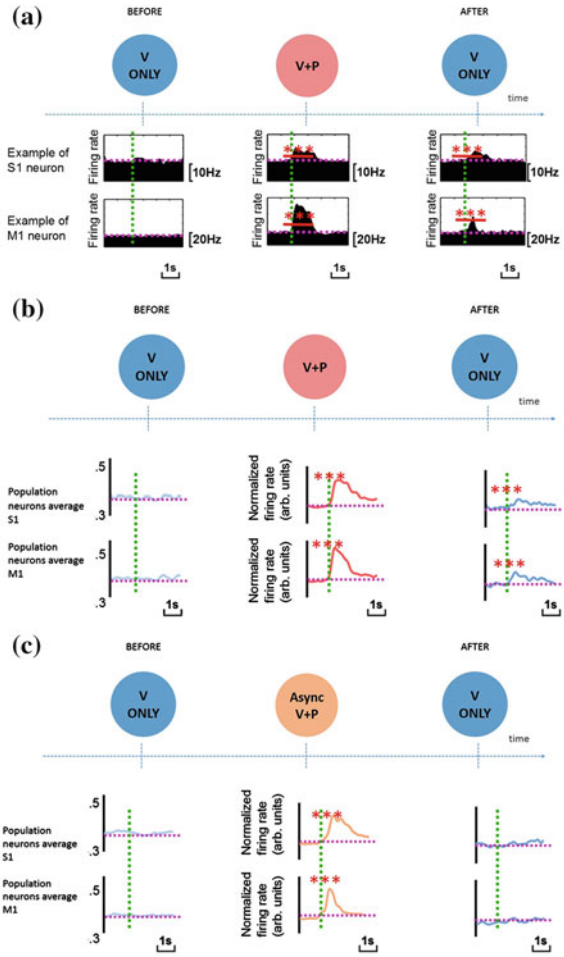 (a)
BEFORE
AFTER
V
ONLY
V+P
V
ONLY
time
Example of
S1 neuron
Firing rate
Firing rate
***
10Hz
Firing rate
***
10Hz
10Hz
Example of
M1 neuron
Firing rate
20Hz
Firing rate
***
20Hz
Firing rate
***
20Hz
1s
1s
1s
(b)
BEFORE
AFTER
V
ONLY
V+P
V
ONLY
time
.5
.3
Population
neurons average
S1
Normalized
firing rate
(arb. units)
***
***
.5
.3
Population
neurons average
M1
Normalized
firing rate
(arb. units)
***
***
1s
1s
1s
(c)
BEFORE
AFTER
V
ONLY
Async
V+P
V
ONLY
time
.5
.3
Population
neurons average
S1
Normalized
firing rate
(arb. units)
***
.5
.3
Population
neurons average
M1
Normalized
firing rate
(arb. units)
***
1s
1s
1s